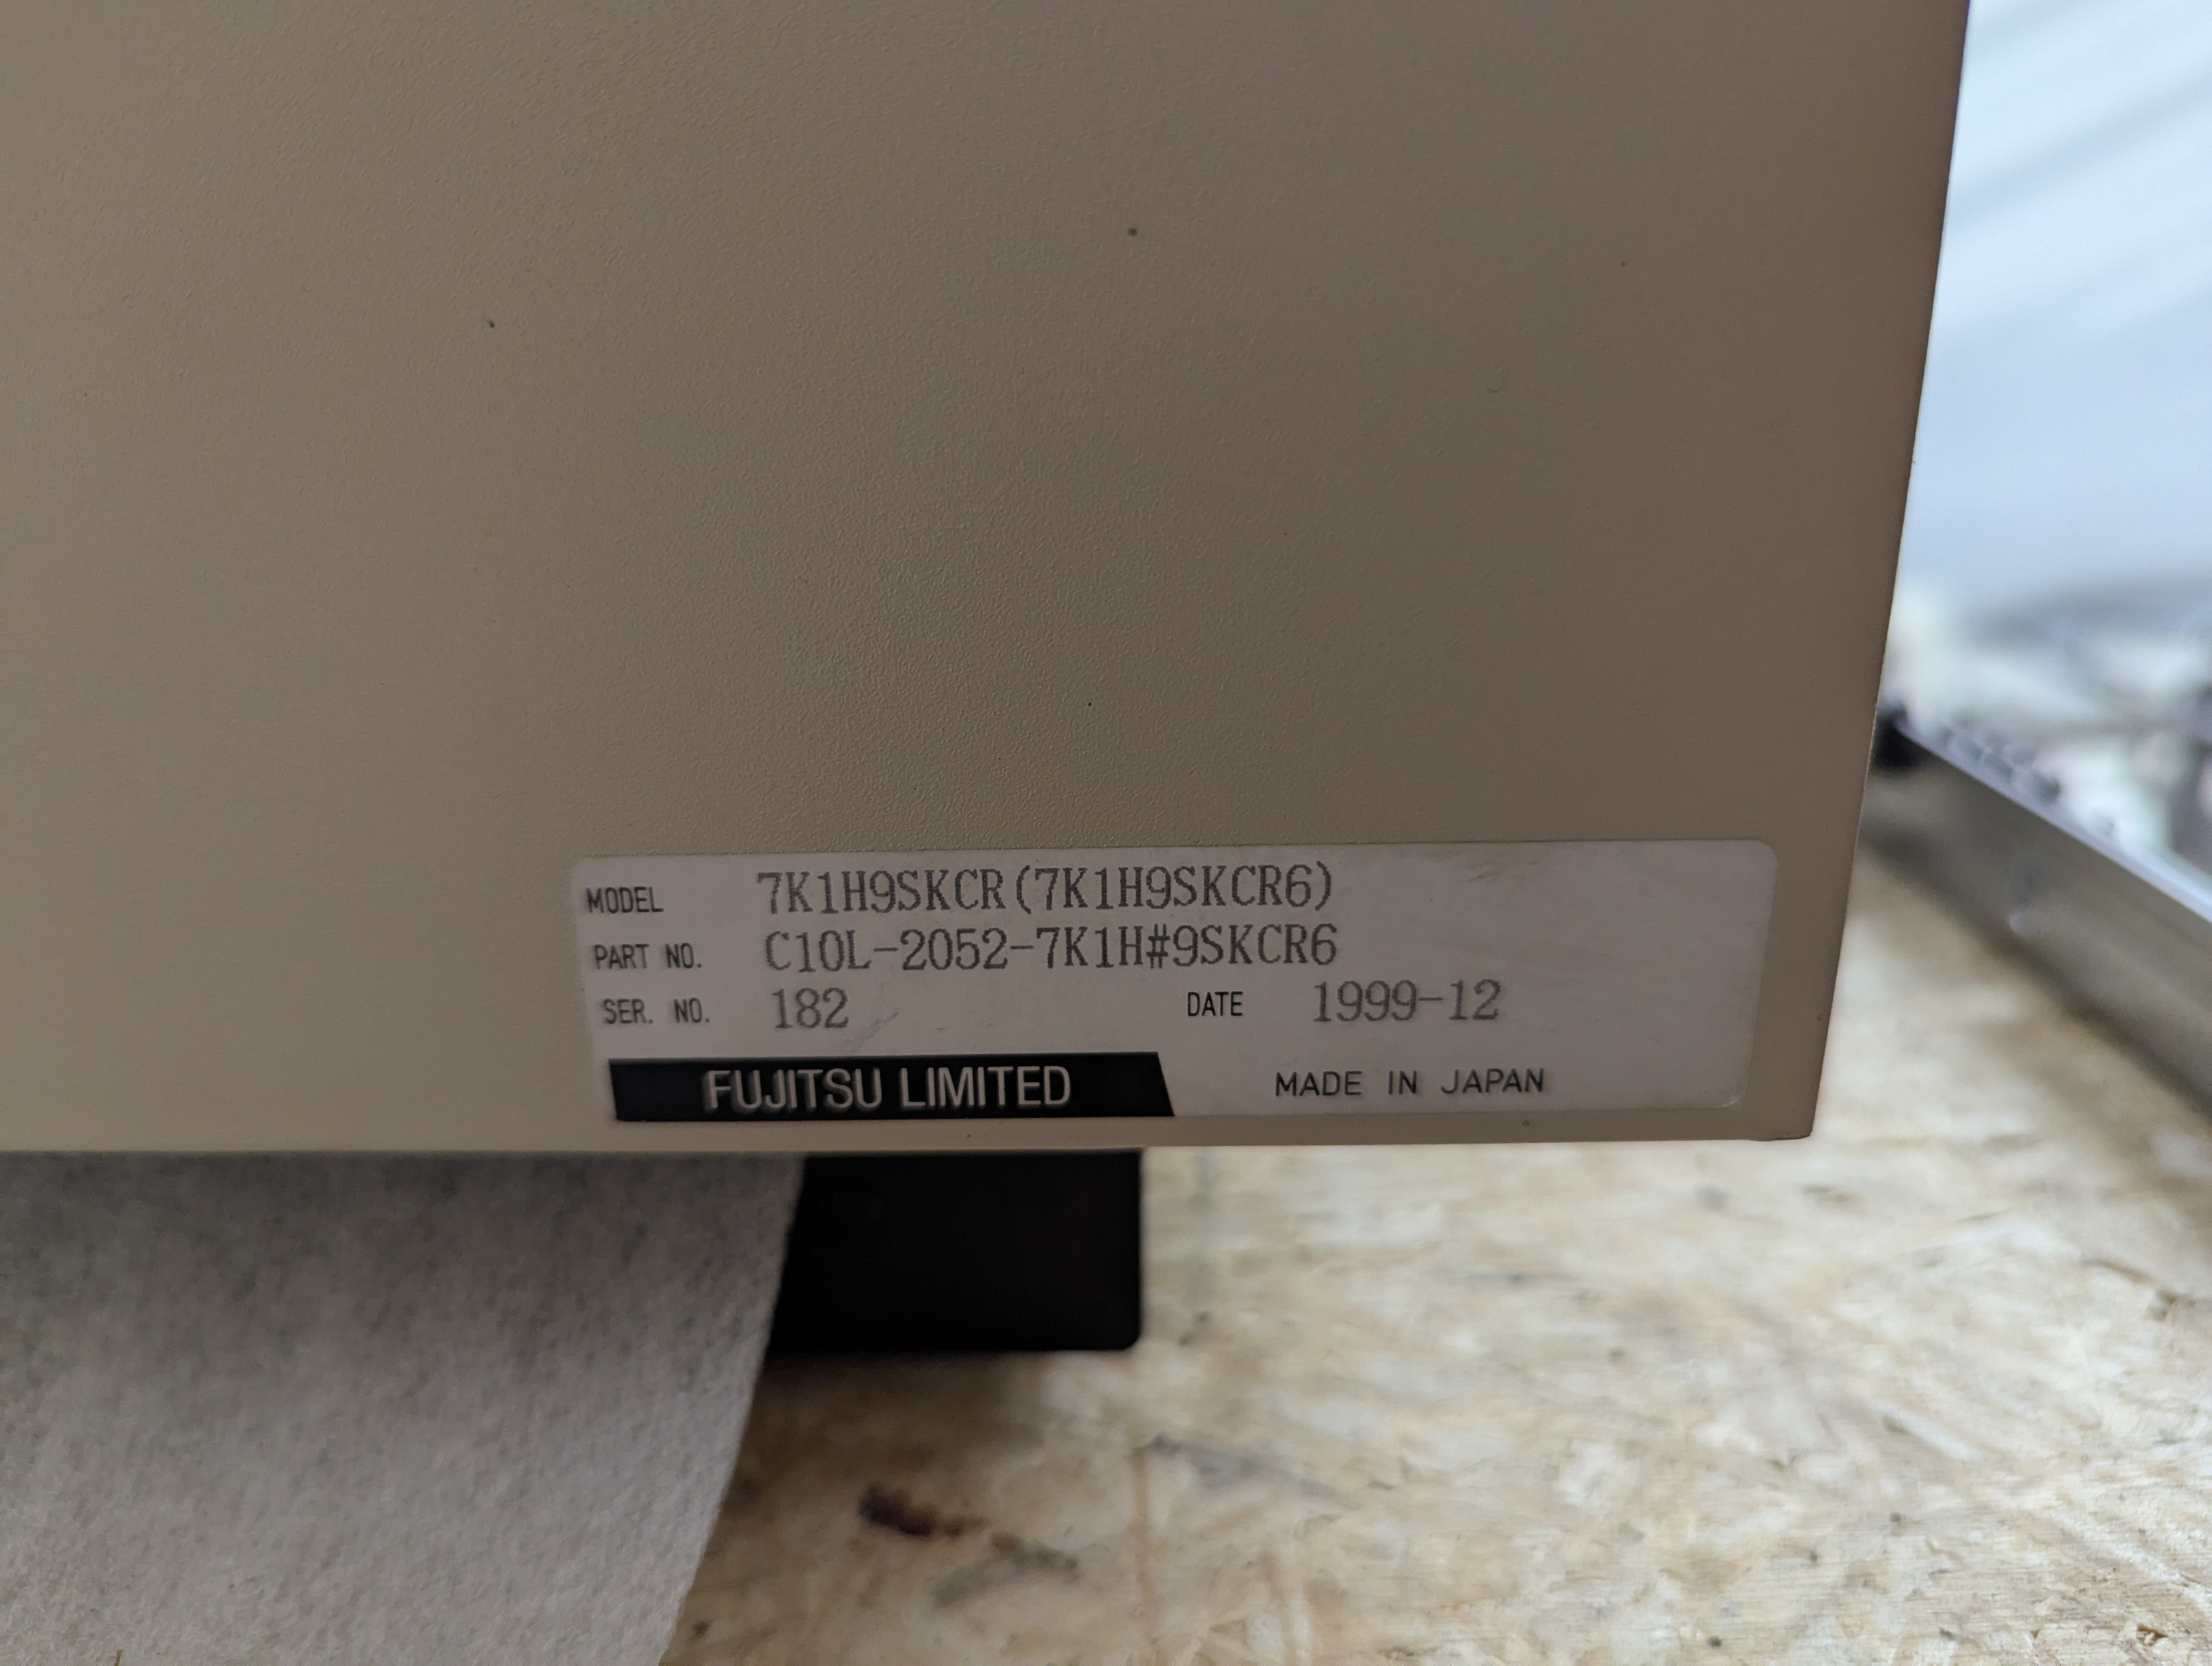 MODEL 7K1H9SKCR(7K1H9SKCR6)
PART NO. C10L-2052-7K1H#9SKCR6
SER. NO. 182 DATE 1999-12
FUJITSU LIMITED MADE IN JAPAN